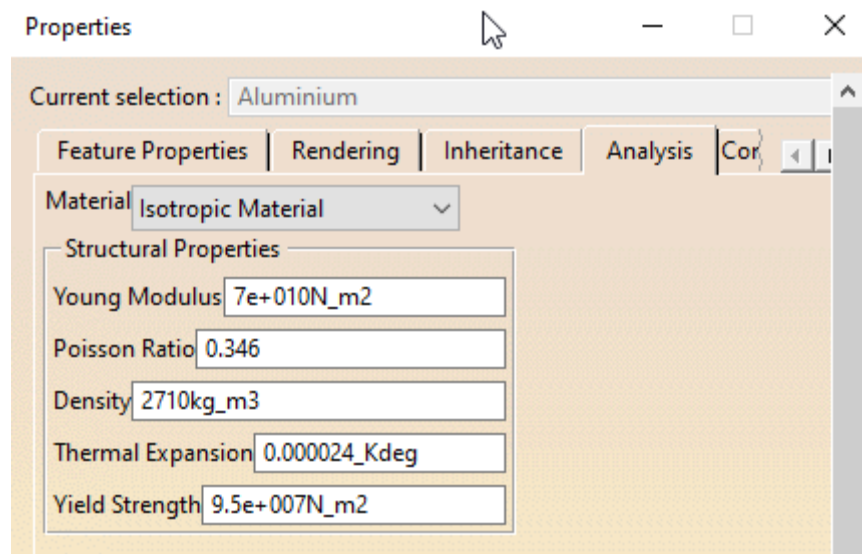 Properties
Current selection : Aluminium
Feature Properties Rendering Inheritance Analysis Cor
Material Isotropic Material
Structural Properties
Young Modulus 7e+010N_m2
Poisson Ratio 0.346
Density 2710kg_m3
Thermal Expansion 0.000024_Kdeg
Yield Strength 9.5e+007N_m2